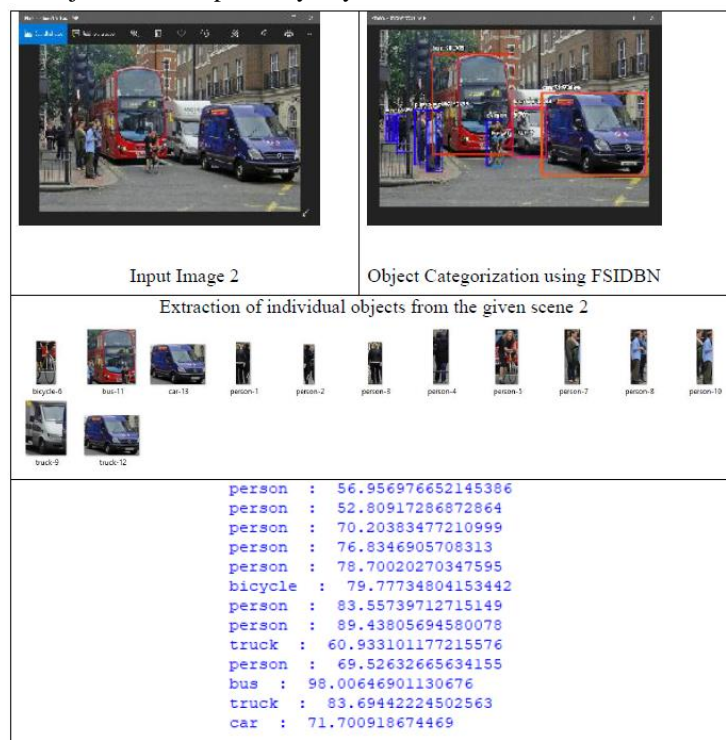 Input Image 2
Object Categorization using FSIDBN
Extraction of individual objects from the given scene 2
bicycle-6 bus-11 car-13 person-1 person-2 person-3 person-4 person-5 person-7 person-8 person-10
truck-9 truck-12
person : 56.956976652145386
person : 52.80917286872864
person : 70.20383477210999
person : 76.8346905708313
person : 78.70020270347595
bicycle : 79.77734804153442
person : 83.55739712715149
person : 89.43805694580078
truck : 60.933101177215576
person : 69.52632665634155
bus : 98.00646901130676
truck : 83.69442224502563
car : 71.700918674469